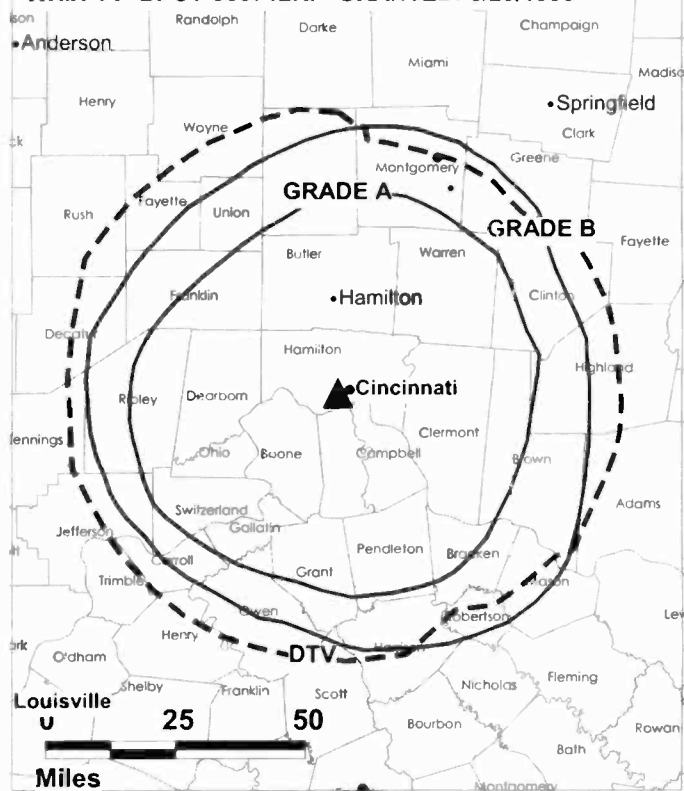 Randolph
Darke
Champaign
Anderson
Miami
Madiso
Henry
Springfield
Wayne
Clark
Greene
Montgomery
Fayette
GRADE A
Rush
Union
GRADE B
Fayette
Butler
Warren
Franklin
Hamilton
Clinton
Decatur
Hamilton
Highland
Cincinnati
Ripley
Dearborn
Clermont
Jennings
Ohio
Boone
Campbell
Brown
Switzerland
Adams
Gallatin
Jefferson
Pendleton
Bracken
Carroll
Grant
Mason
Trimble
Owen
Robertson
Lew
Henry
DTV
O'dham
Shelby
Franklin
Scott
Nicholas
Fleming
Louisville
0 25 50
Bourbon
Rowan
Bath
Miles
Montgomery